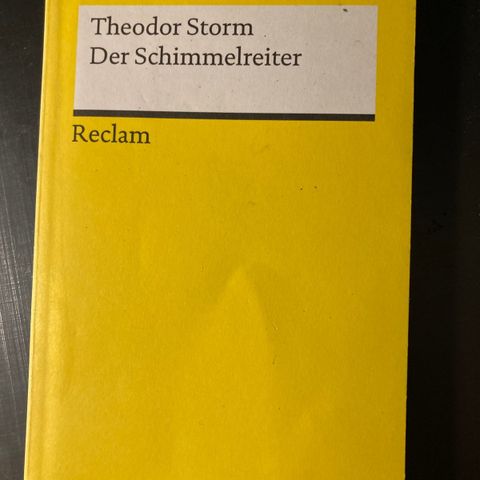 Theodor Storm
Der Schimmelreiter
Reclam